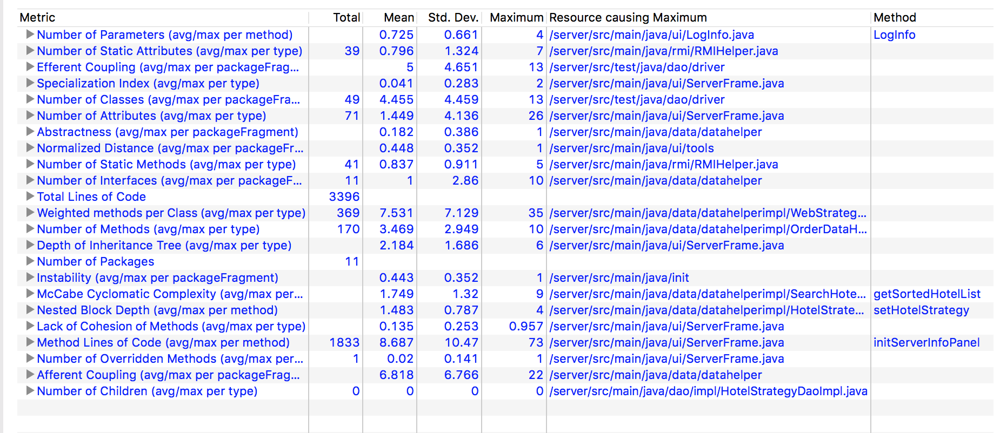 Metric Total Mean Std. Dev. Maximum Resource causing Maximum Method
Number of Parameters (avg/max per method) 0.725 0.661 4 /server/src/main/java/ui/LogInfo.java LogInfo
Number of Static Attributes (avg/max per type) 39 0.796 1.324 7 /server/src/main/java/rmi/RMIHelper.java
Efferent Coupling (avg/max per packageFrag... 5 4.651 13 /server/src/test/java/dao/driver
Specialization Index (avg/max per type) 0.041 0.283 2 /server/src/main/java/ui/ServerFrame.java
Number of Classes (avg/max per packageFra... 49 4.455 4.459 13 /server/src/test/java/dao/driver
Number of Attributes (avg/max per type) 71 1.449 4.136 26 /server/src/main/java/ui/ServerFrame.java
Abstractness (avg/max per packageFragment) 0.182 0.386 1 /server/src/main/java/data/datahelper
Normalized Distance (avg/max per packageFr... 0.448 0.352 1 /server/src/main/java/ui/tools
Number of Static Methods (avg/max per type) 41 0.837 0.911 5 /server/src/main/java/rmi/RMIHelper.java
Number of Interfaces (avg/max per packageF... 11 1 2.86 10 /server/src/main/java/data/datahelper
Total Lines of Code 3396
Weighted methods per Class (avg/max per type) 369 7.531 7.129 35 /server/src/main/java/data/datahelperimpl/WebStrateg...
Number of Methods (avg/max per type) 170 3.469 2.949 10 /server/src/main/java/data/datahelperimpl/OrderDataH...
Depth of Inheritance Tree (avg/max per type) 2.184 1.686 6 /server/src/main/java/ui/ServerFrame.java
Number of Packages 11
Instability (avg/max per packageFragment) 0.443 0.352 1 /server/src/main/java/init
McCabe Cyclomatic Complexity (avg/max per... 1.749 1.32 9 /server/src/main/java/data/datahelperimpl/SearchHote... getSortedHotelList
Nested Block Depth (avg/max per method) 1.483 0.787 4 /server/src/main/java/data/datahelperimpl/HotelStrate... setHotelStrategy
Lack of Cohesion of Methods (avg/max per type) 0.135 0.253 0.957 /server/src/main/java/ui/ServerFrame.java
Method Lines of Code (avg/max per method) 1833 8.687 10.47 73 /server/src/main/java/ui/ServerFrame.java initServerInfoPanel
Number of Overridden Methods (avg/max per... 1 0.02 0.141 1 /server/src/main/java/ui/ServerFrame.java
Afferent Coupling (avg/max per packageFrag... 6.818 6.766 22 /server/src/main/java/data/datahelper
Number of Children (avg/max per type) 0 0 0 0 /server/src/main/java/dao/impl/HotelStrategyDaoImpl.java